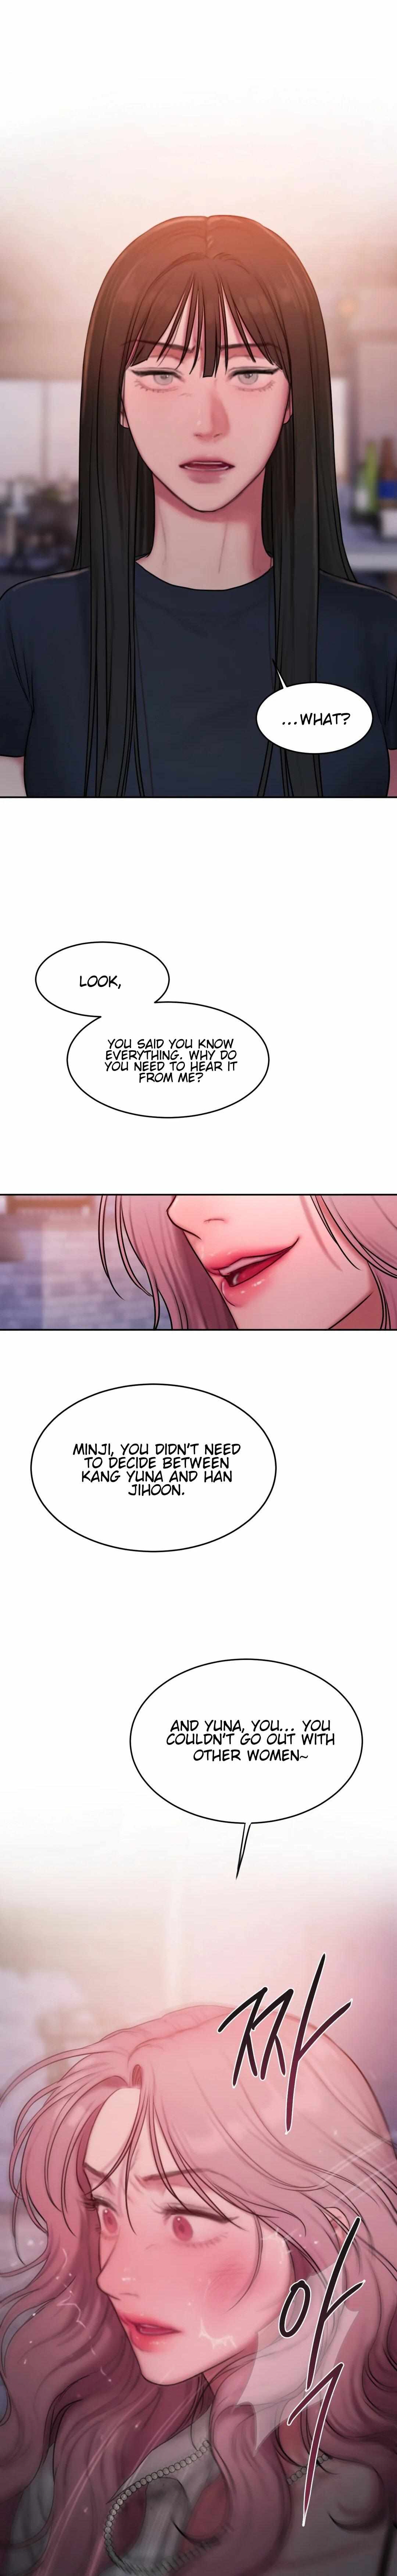 ...WHAT?
LOOK,
YOU SAID YOU KNOW
EVERYTHING. WHY DO
YOU NEED TO HEAR IT
FROM ME?
MINJI, YOU DIDN'T NEED
TO DECIDE BETWEEN
KANG YUNA AND HAN
JIHOON.
AND YUNA, YOU... YOU
COULDN'T GO OUT WITH
OTHER WOMEN~
짜
악